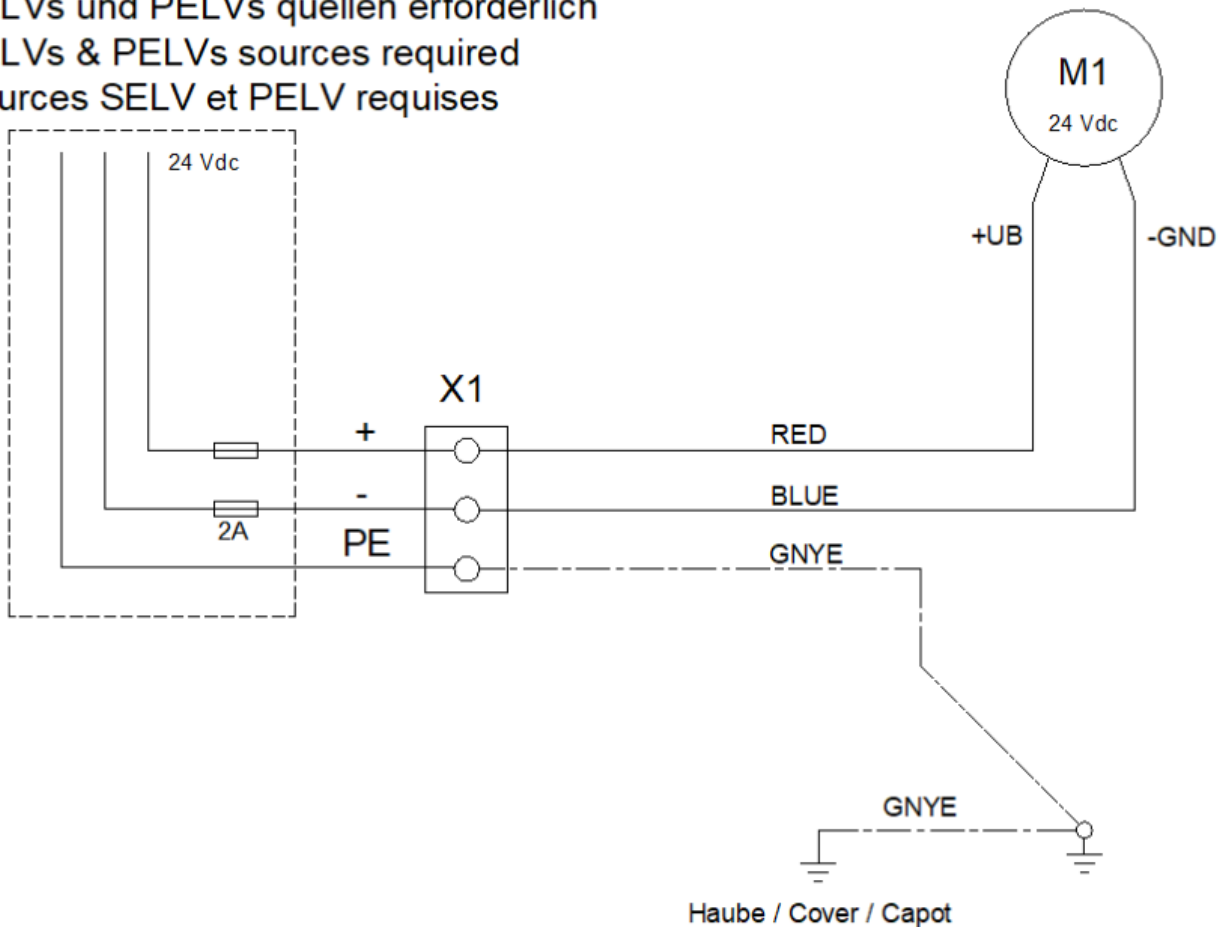 LVs und PELVs quellen erforderlich
LVs & PELVs sources required
urces SELV et PELV requises
M1
24 Vdc
24 Vdc
+UB
-GND
X1
+
RED
-
BLUE
2A
PE
GNYE
GNYE
Haube / Cover / Capot